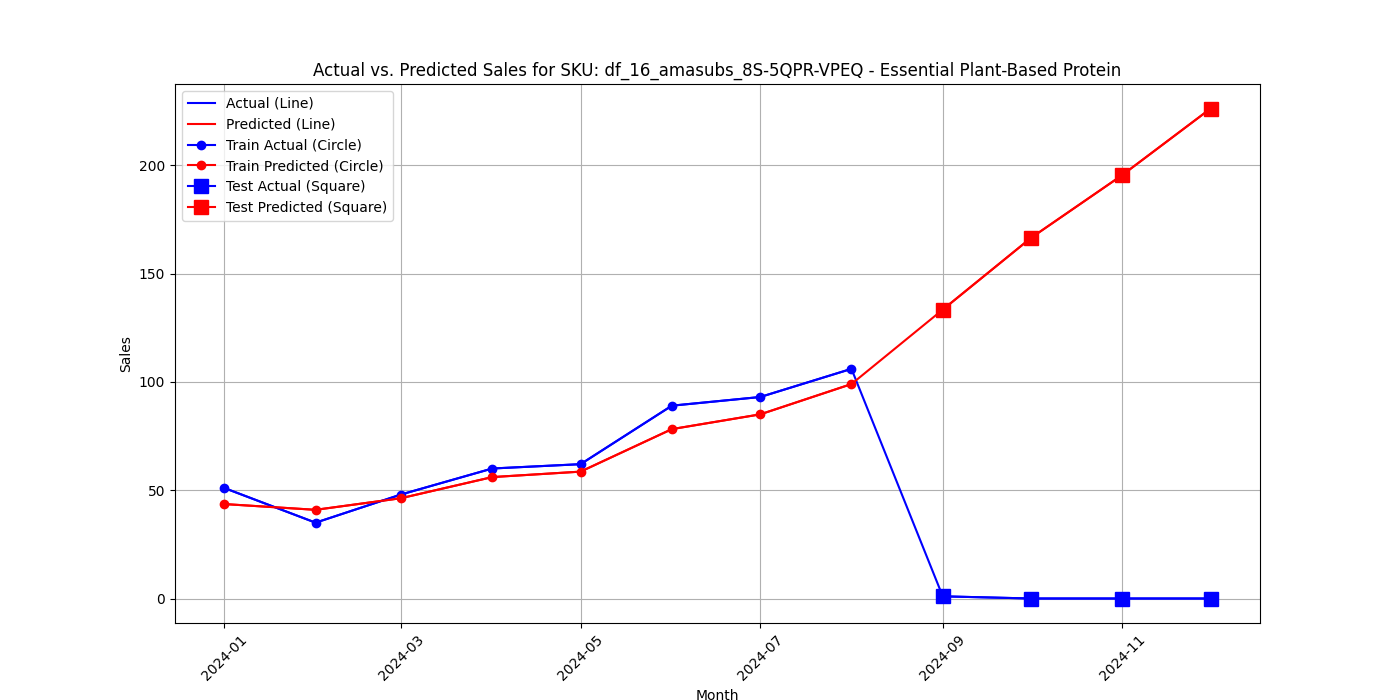 Actual vs. Predicted Sales for SKU: df_16_amasubs_8S-5QPR-VPEQ - Essential Plant-Based Protein
Actual (Line)
Predicted (Line)
Train Actual (Circle)
Train Predicted (Circle)
Test Actual (Square)
Test Predicted (Square)
Sales
200
150
100
50
0
2024-01
2024-03
2024-05
2024-07
2024-09
2024-11
Month